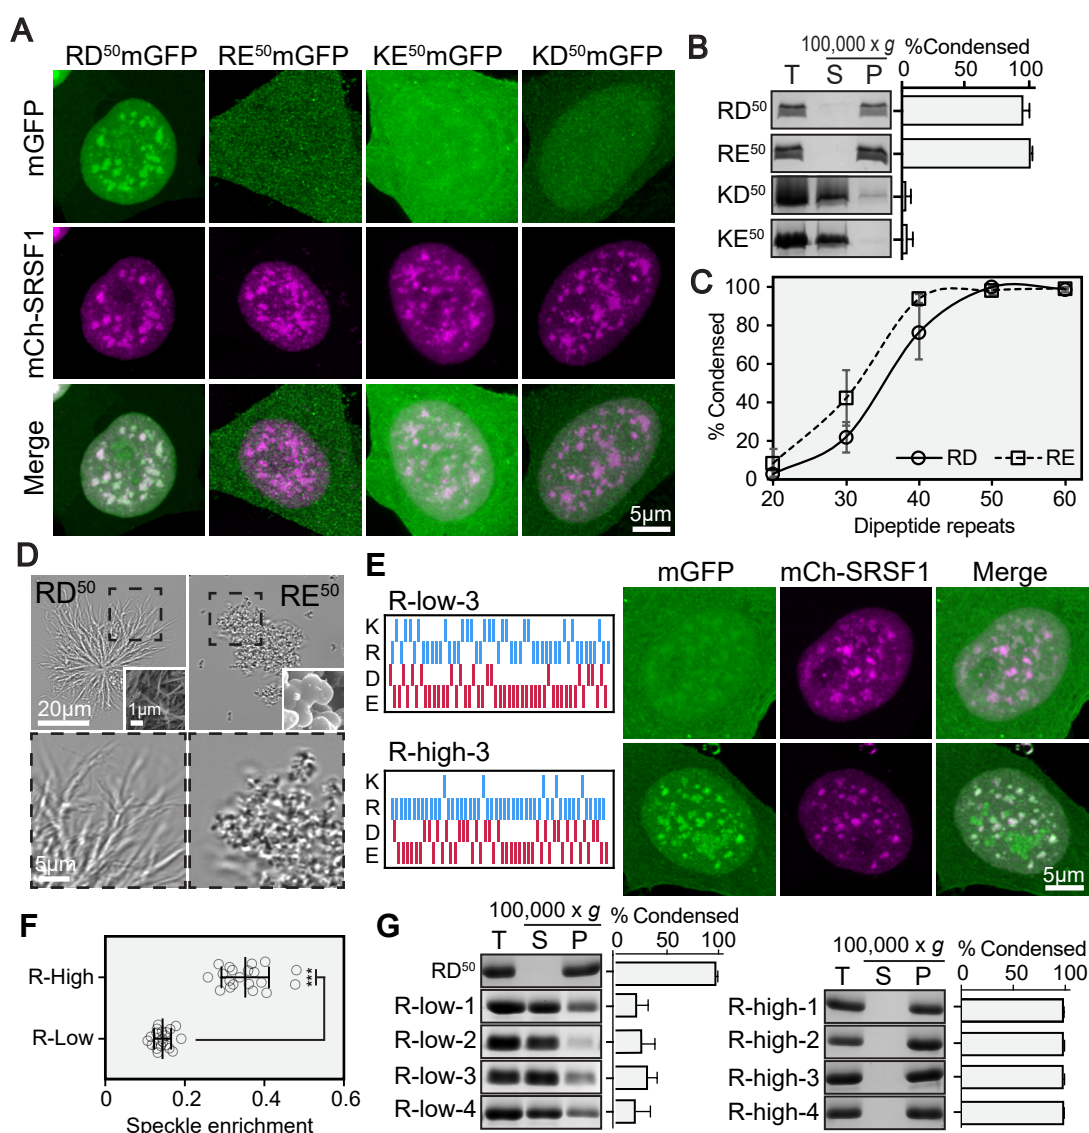 A
RD⁵⁰mGFP RE⁵⁰mGFP KE⁵⁰mGFP KD⁵⁰mGFP
mGFP
mCh-SRSF1
Merge
5µm
B
100,000 x g %Condensed
T S P 0 50 100
RD⁵⁰
RE⁵⁰
KD⁵⁰
KE⁵⁰
C
% Condensed
100
80
60
40
20
0
RD RE
20 30 40 50 60
Dipeptide repeats
D
RD⁵⁰ RE⁵⁰
20µm 1µm
5µm
E
mGFP mCh-SRSF1 Merge
R-low-3
K
R
D
E
R-high-3
K
R
D
E
5µm
F
R-High ***
R-Low
0 0.2 0.4 0.6
Speckle enrichment
G
100,000 x g % Condensed
T S P 0 100
RD⁵⁰
R-low-1
R-low-2
R-low-3
R-low-4
100,000 x g % Condensed
T S P 0 50 100
R-high-1
R-high-2
R-high-3
R-high-4